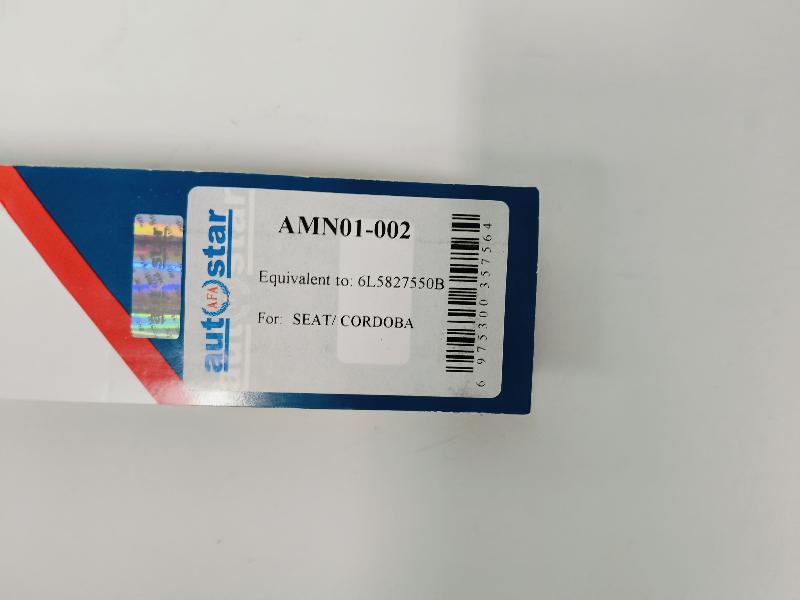 AMN01-002
Equivalent to: 6L5827550B
For: SEAT/ CORDOBA
autostar
AFA
6 975300 357564